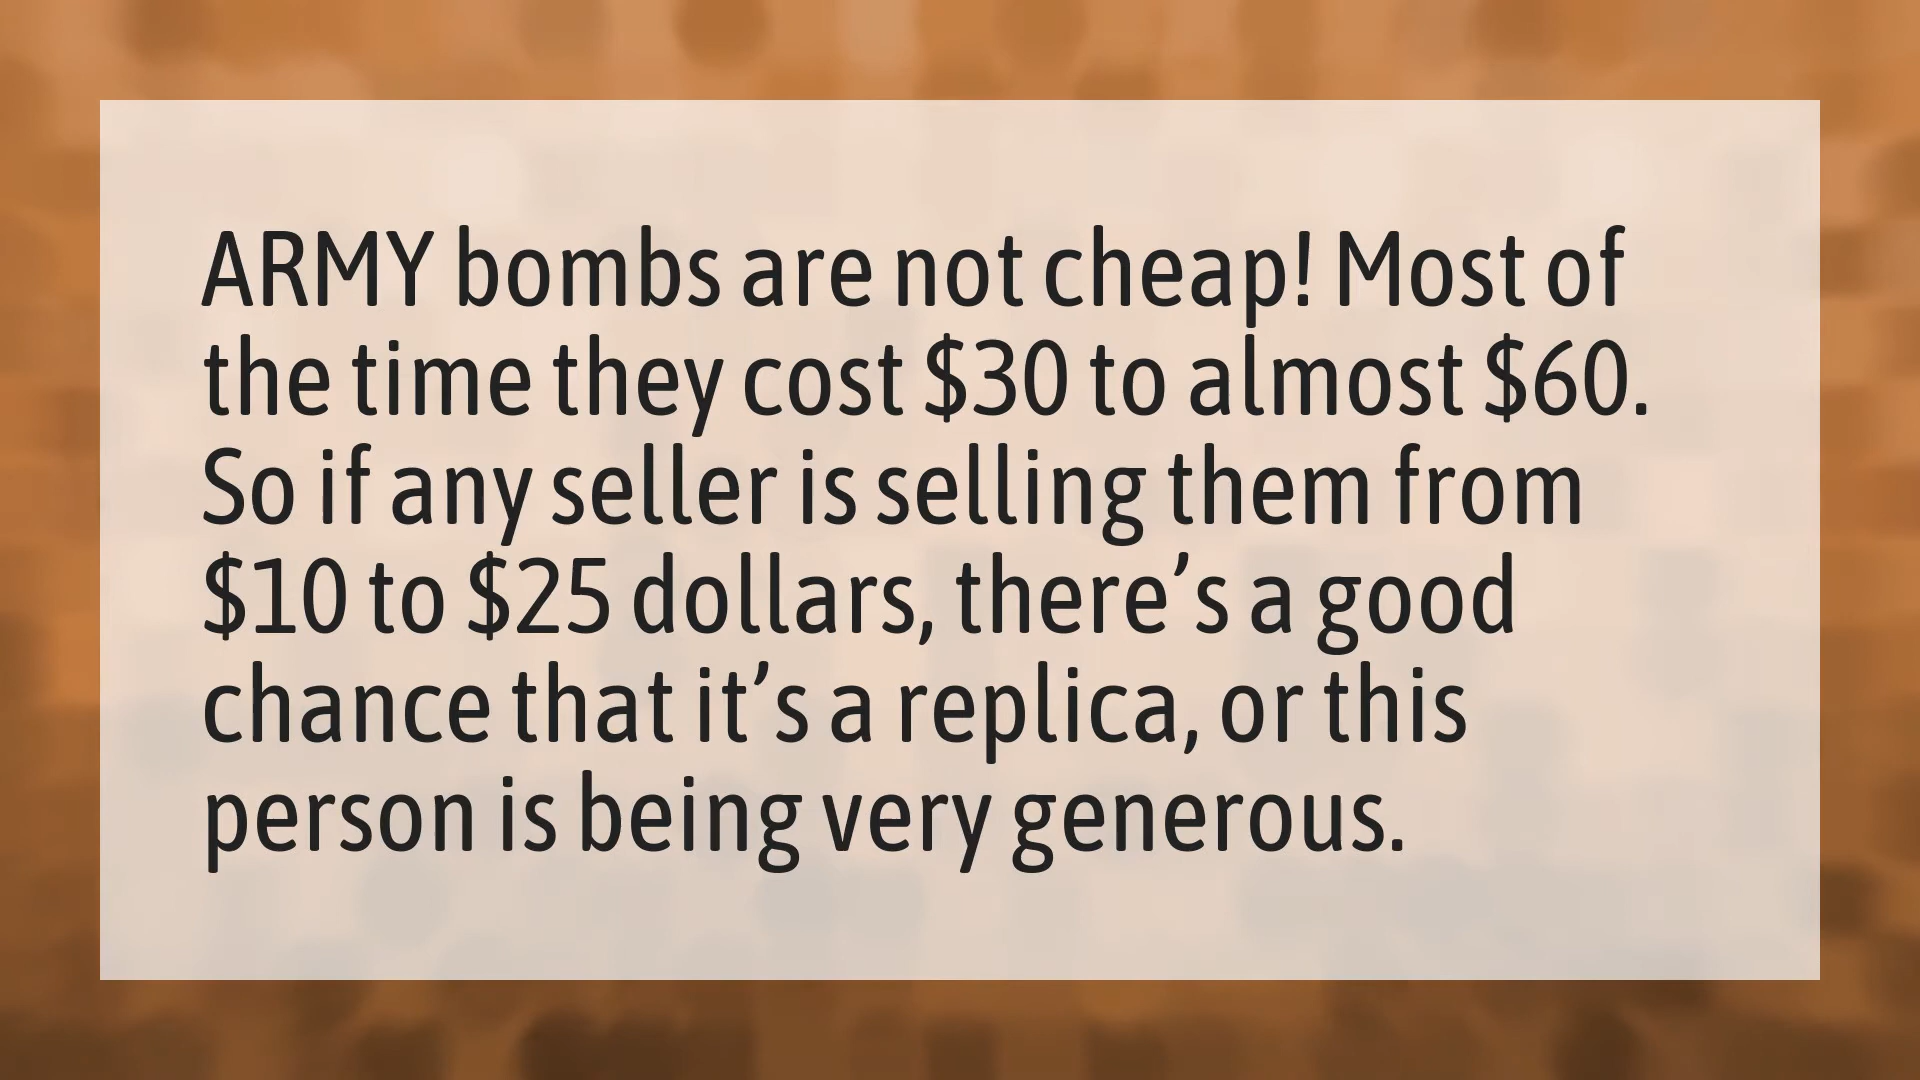 ARMY bombs are not cheap! Most of
the time they cost $30 to almost $60.
So if any seller is selling them from
$10 to $25 dollars, there’s a good
chance that it’s a replica, or this
person is being very generous.